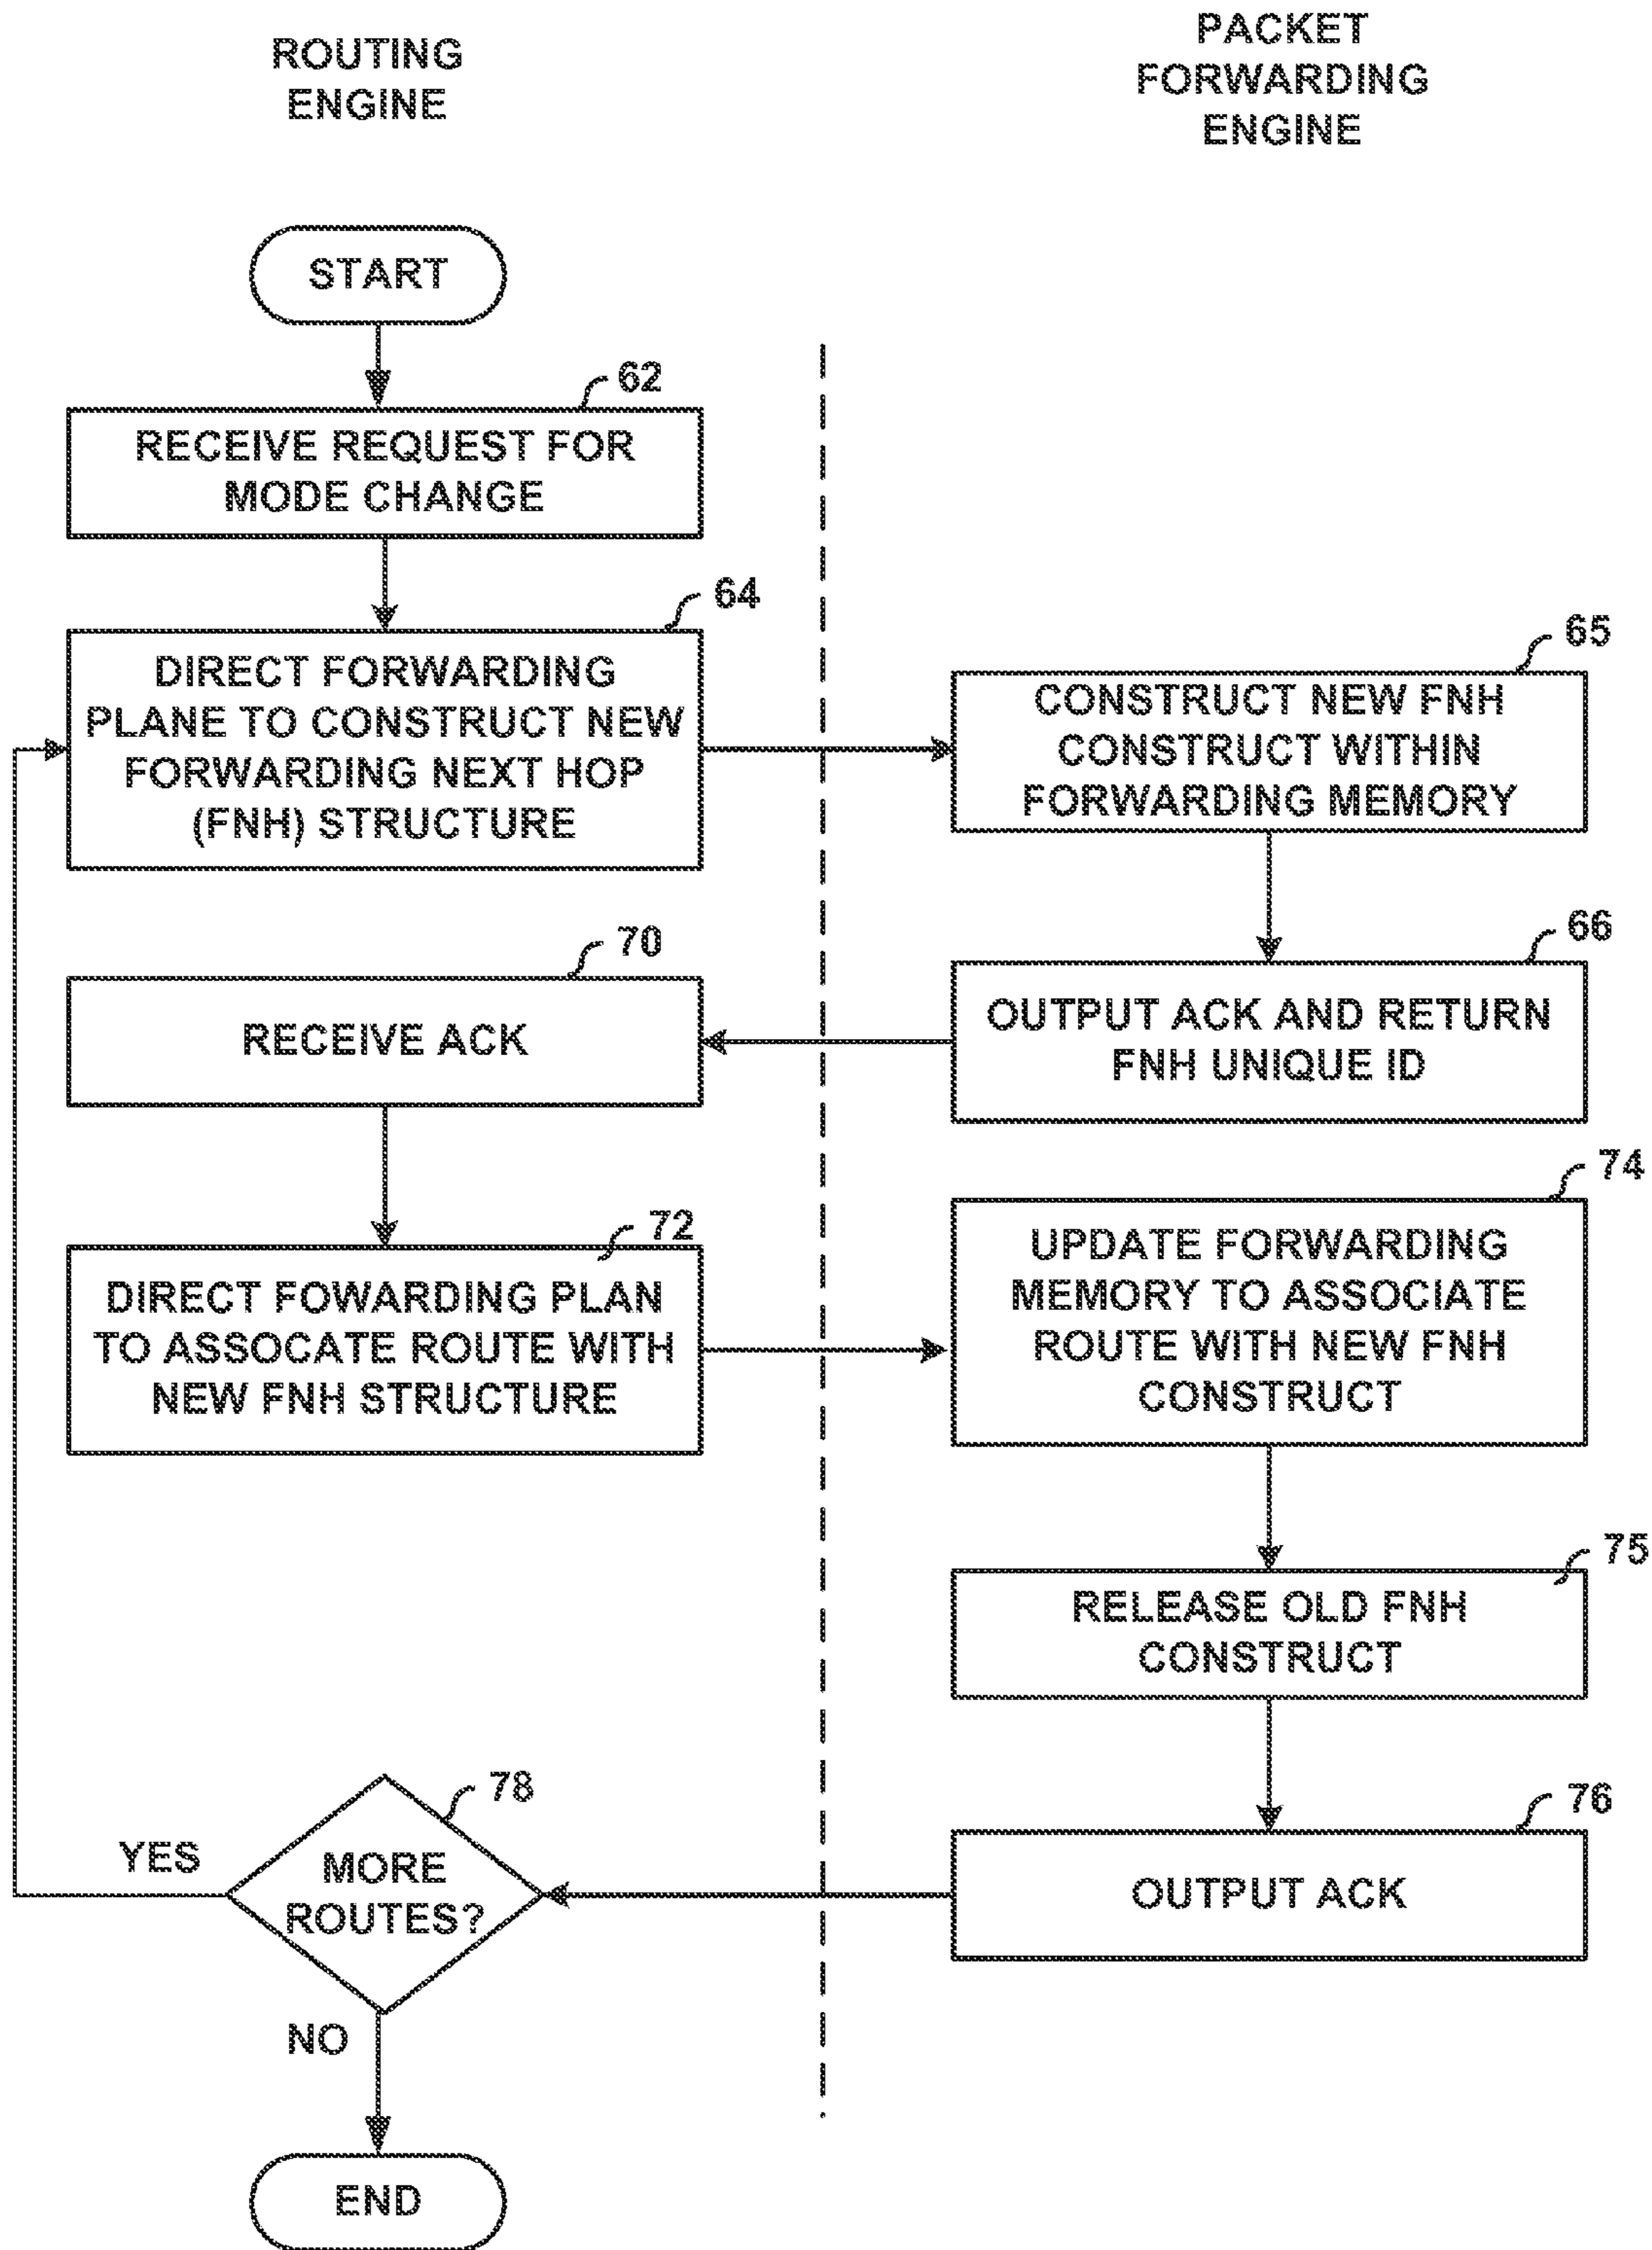 ROUTING
ENGINE
PACKET
FORWARDING
ENGINE
START
62
RECEIVE REQUEST FOR
MODE CHANGE
64
DIRECT FORWARDING
PLANE TO CONSTRUCT NEW
FORWARDING NEXT HOP
(FNH) STRUCTURE
65
CONSTRUCT NEW FNH
CONSTRUCT WITHIN
FORWARDING MEMORY
66
OUTPUT ACK AND RETURN
FNH UNIQUE ID
70
RECEIVE ACK
72
DIRECT FOWARDING PLAN
TO ASSOCATE ROUTE WITH
NEW FNH STRUCTURE
74
UPDATE FORWARDING
MEMORY TO ASSOCIATE
ROUTE WITH NEW FNH
CONSTRUCT
75
RELEASE OLD FNH
CONSTRUCT
76
OUTPUT ACK
78
MORE
ROUTES?
YES
NO
END